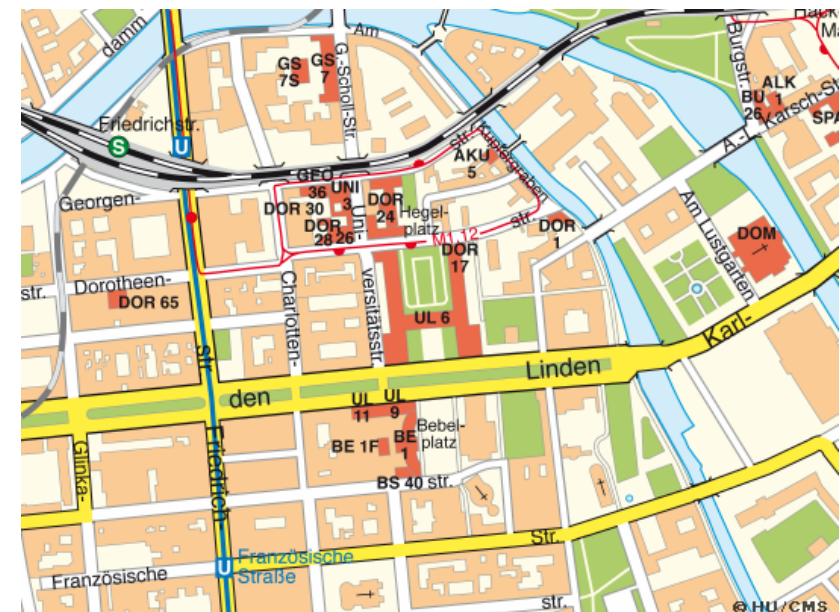 damm
Am
G.-Scholl-Str.
GS
7S
GS
7
Burgstr.
ALK
1
BU
26
A.-
Karsch-St
SPA
Friedrichstr.
S
U
str.
Kupfergraben
AKU
5
Georgen-
GEO
36
UNI
3
DOR 30
DOR
24
Uni-
Hegel-
platz
DOR
28 26
M1,12
str.
DOR
1
DOR
17
Am Lustgarten
DOM
Dorotheen-
str.
DOR 65
Charlotten-
versitätsstr.
UL 6
Karl-
str.
Linden
den
UL
11
UL
9
BE 1F
BE
1
Bebel-
platz
BS 40 str.
Glinka-
Friedrich
Str.
U
Französische
Straße
Französische
str.
© HU/CMS